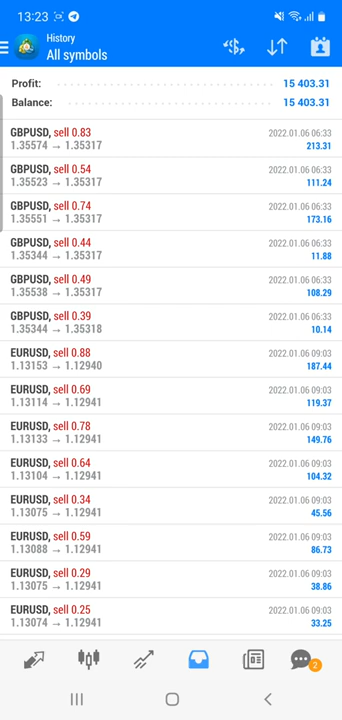 13:23
History
All symbols
Profit: 15 403.31
Balance: 15 403.31
GBPUSD, sell 0.83 2022.01.06 06:33
1.35574 → 1.35317 213.31
GBPUSD, sell 0.54 2022.01.06 06:33
1.35523 → 1.35317 111.24
GBPUSD, sell 0.74 2022.01.06 06:33
1.35551 → 1.35317 173.16
GBPUSD, sell 0.44 2022.01.06 06:33
1.35344 → 1.35317 11.88
GBPUSD, sell 0.49 2022.01.06 06:33
1.35538 → 1.35317 108.29
GBPUSD, sell 0.39 2022.01.06 06:33
1.35344 → 1.35318 10.14
EURUSD, sell 0.88 2022.01.06 09:03
1.13153 → 1.12940 187.44
EURUSD, sell 0.69 2022.01.06 09:03
1.13114 → 1.12941 119.37
EURUSD, sell 0.78 2022.01.06 09:03
1.13133 → 1.12941 149.76
EURUSD, sell 0.64 2022.01.06 09:03
1.13104 → 1.12941 104.32
EURUSD, sell 0.34 2022.01.06 09:03
1.13075 → 1.12941 45.56
EURUSD, sell 0.59 2022.01.06 09:03
1.13088 → 1.12941 86.73
EURUSD, sell 0.29 2022.01.06 09:03
1.13075 → 1.12941 38.86
EURUSD, sell 0.25 2022.01.06 09:03
1.13074 → 1.12941 33.25
2